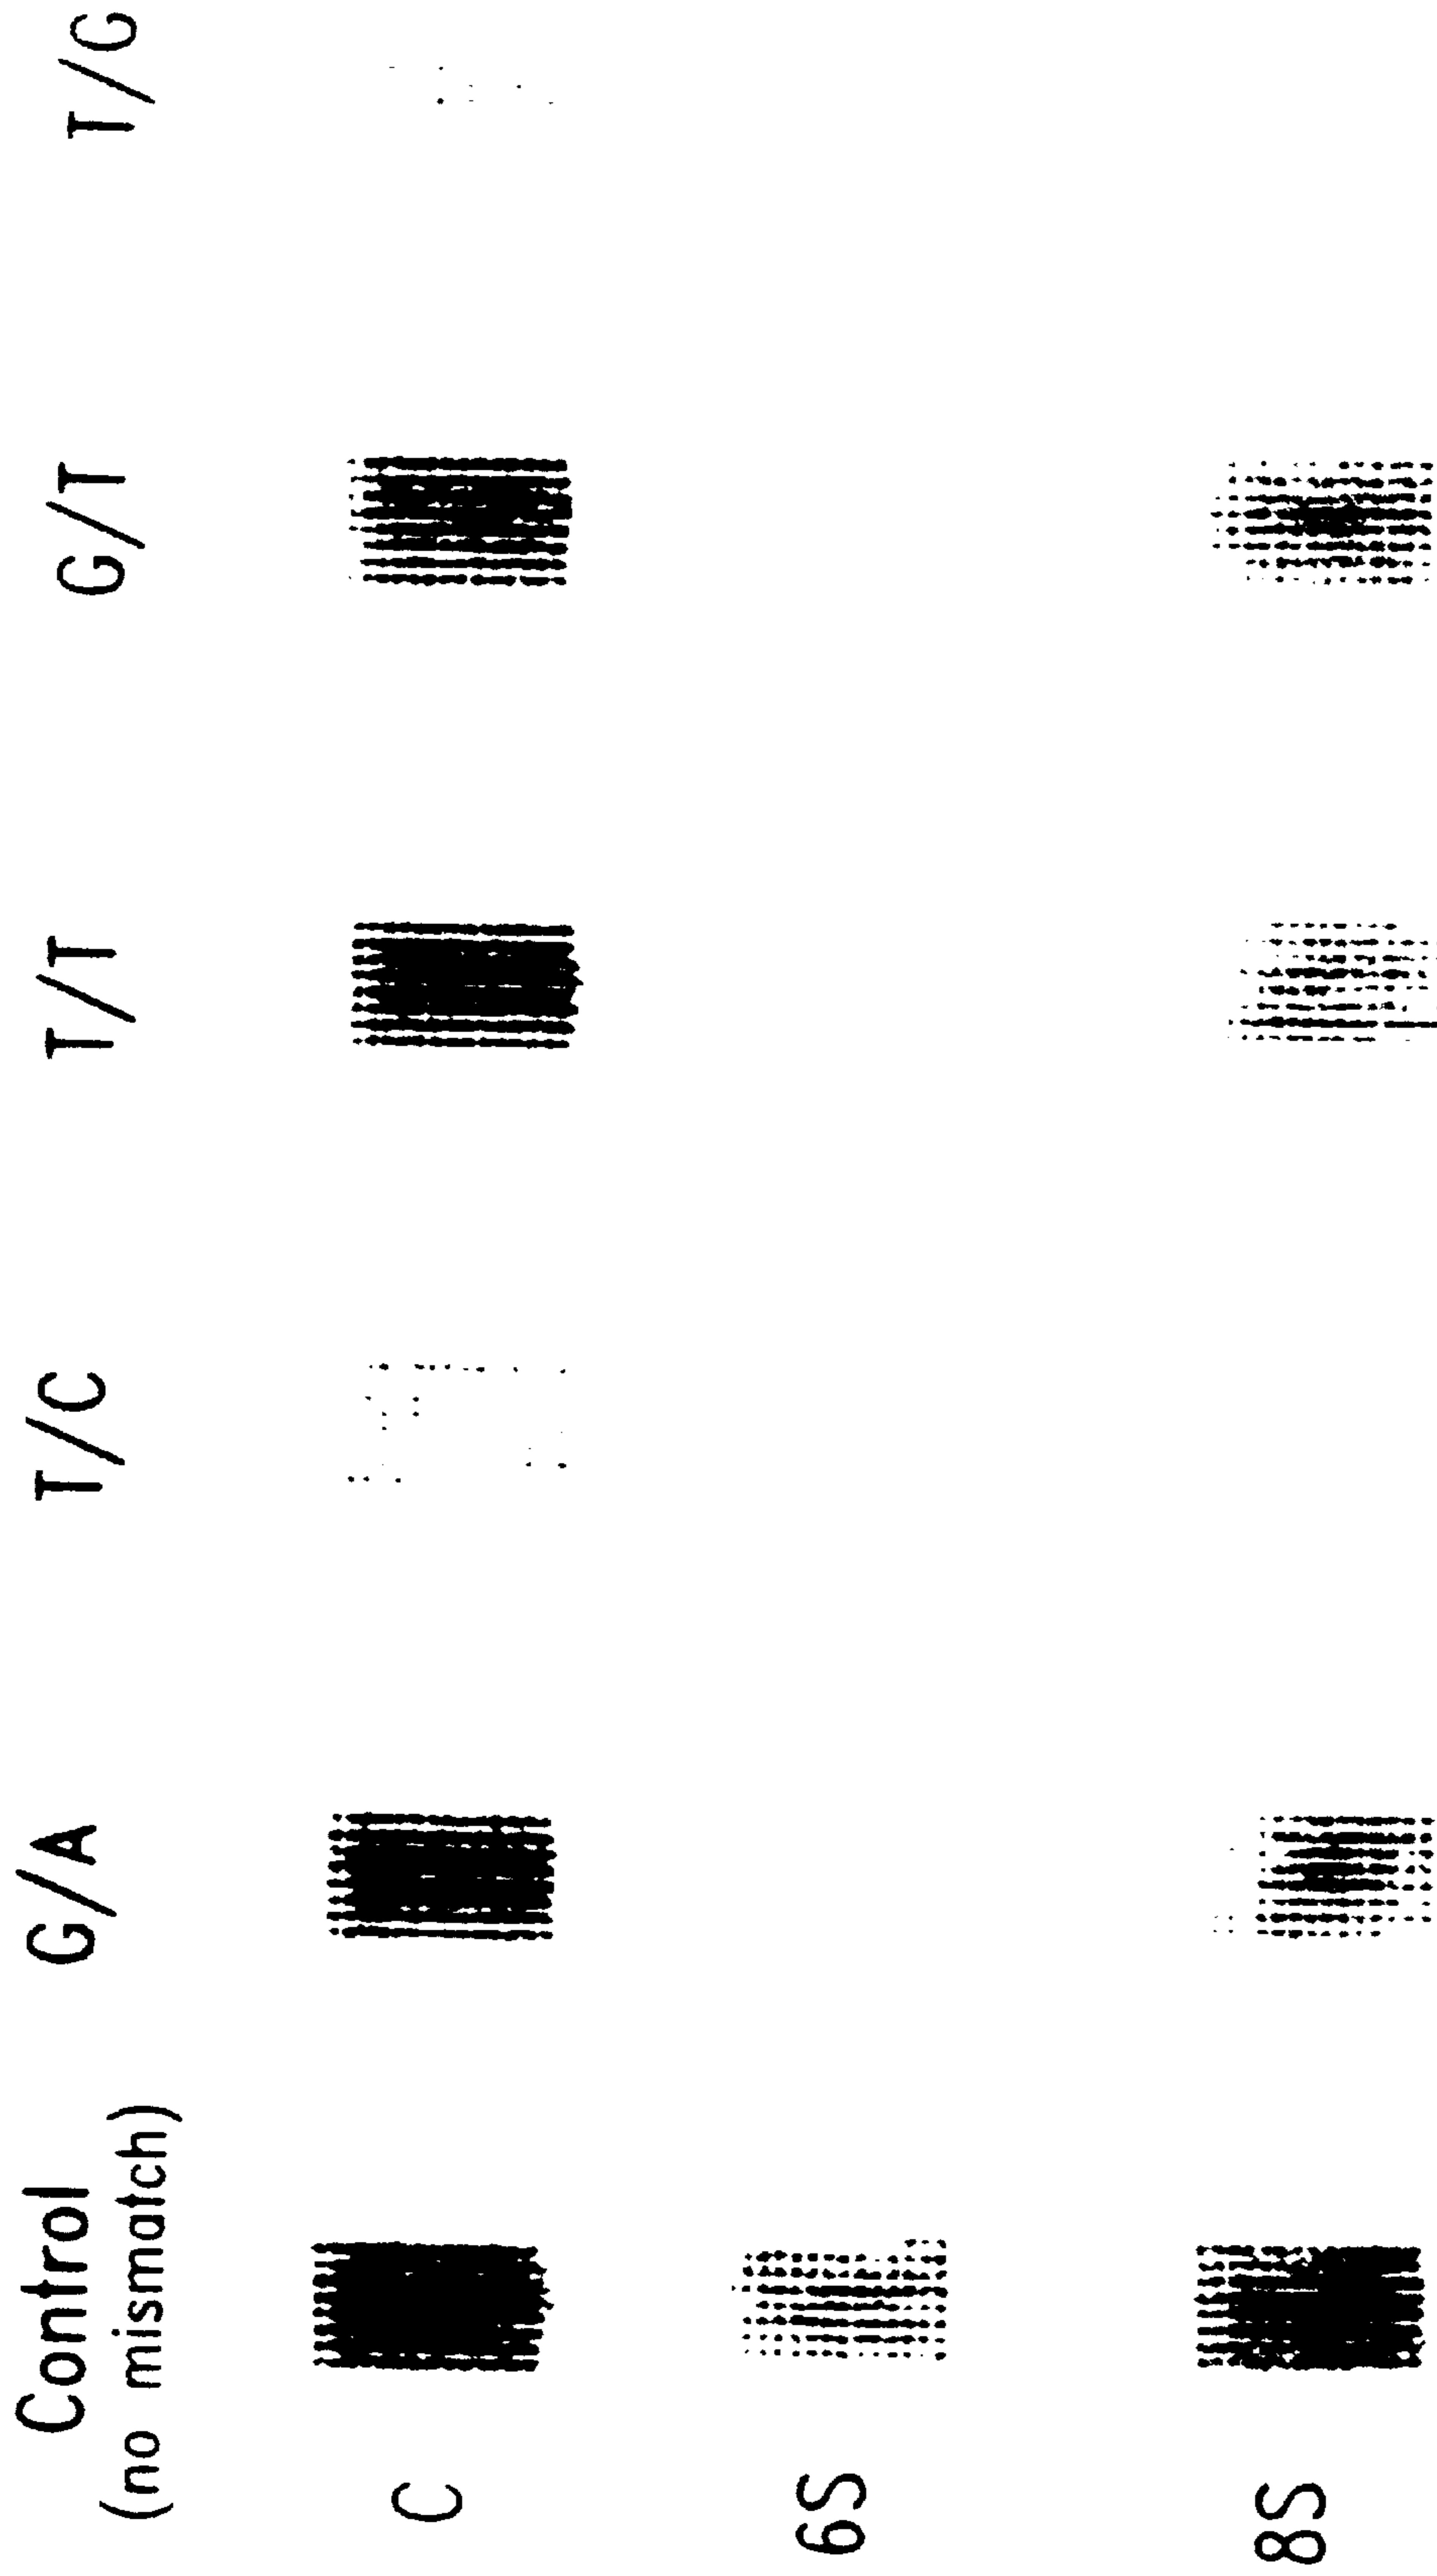 Control
(no mismatch)
G/A
T/C
T/T
G/T
T/G
C
6S
8S